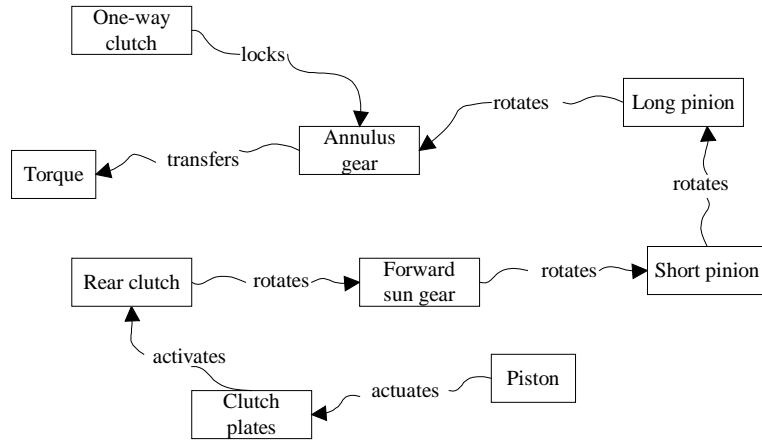 One-way
clutch
locks
Long pinion
rotates
Annulus
gear
transfers
Torque
rotates
Rear clutch
rotates
Forward
sun gear
rotates
Short pinion
activates
Piston
actuates
Clutch
plates